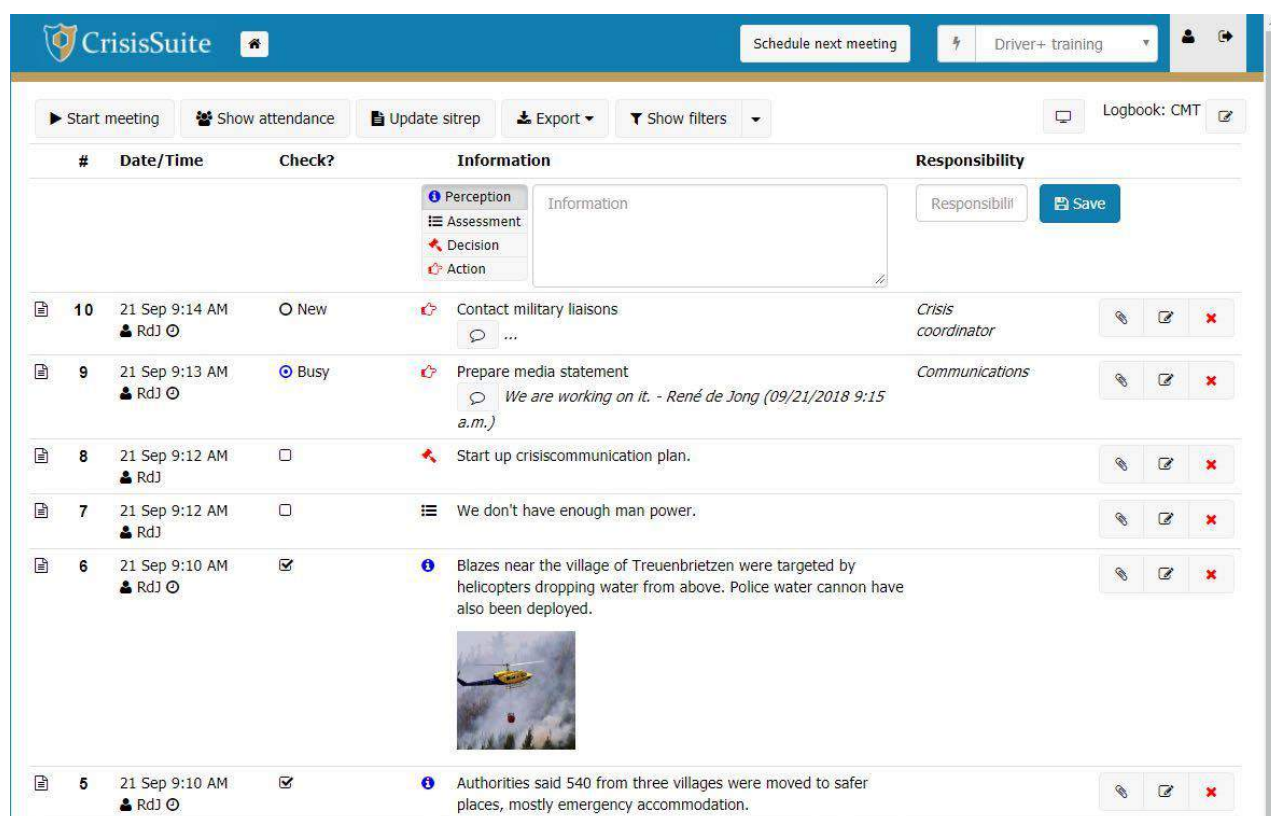 CrisisSuite
Schedule next meeting
Driver+ training
Start meeting
Show attendance
Update sitrep
Export
Show filters
Logbook: CMT
# Date/Time Check? Information Responsibility
Perception
Assessment
Decision
Action
Information
Responsibilit
Save
10 21 Sep 9:14 AM New Contact military liaisons Crisis
RdJ ... coordinator
9 21 Sep 9:13 AM Busy Prepare media statement Communications
RdJ We are working on it. - René de Jong (09/21/2018 9:15
a.m.)
8 21 Sep 9:12 AM Start up crisiscommunication plan.
RdJ
7 21 Sep 9:12 AM We don't have enough man power.
RdJ
6 21 Sep 9:10 AM Blazes near the village of Treuenbrietzen were targeted by
RdJ helicopters dropping water from above. Police water cannon have
also been deployed.
5 21 Sep 9:10 AM Authorities said 540 from three villages were moved to safer
RdJ places, mostly emergency accommodation.